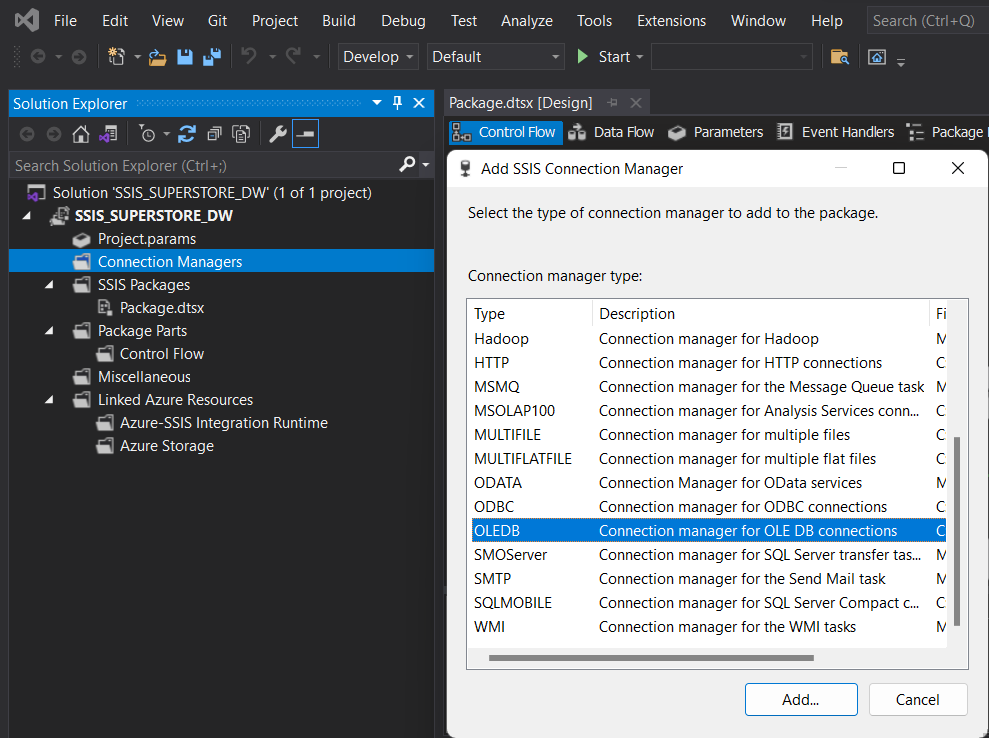 File Edit View Git Project Build Debug Test Analyze Tools Extensions Window Help Search (Ctrl+Q)
Develop Default Start
Solution Explorer
Search Solution Explorer (Ctrl+;)
Solution 'SSIS_SUPERSTORE_DW' (1 of 1 project)
SSIS_SUPERSTORE_DW
Project.params
Connection Managers
SSIS Packages
Package.dtsx
Package Parts
Control Flow
Miscellaneous
Linked Azure Resources
Azure-SSIS Integration Runtime
Azure Storage
Package.dtsx [Design]
Control Flow Data Flow Parameters Event Handlers Package
Add SSIS Connection Manager
Select the type of connection manager to add to the package.
Connection manager type:
Type Description Fi
Hadoop Connection manager for Hadoop M
HTTP Connection manager for HTTP connections C
MSMQ Connection manager for the Message Queue task M
MSOLAP100 Connection manager for Analysis Services conn... C
MULTIFILE Connection manager for multiple files C
MULTIFLATFILE Connection manager for multiple flat files C
ODATA Connection Manager for OData services M
ODBC Connection manager for ODBC connections C
OLEDB Connection manager for OLE DB connections C
SMOServer Connection manager for SQL Server transfer tas... M
SMTP Connection manager for the Send Mail task M
SQLMOBILE Connection manager for SQL Server Compact c... C
WMI Connection manager for the WMI tasks M
Add... Cancel